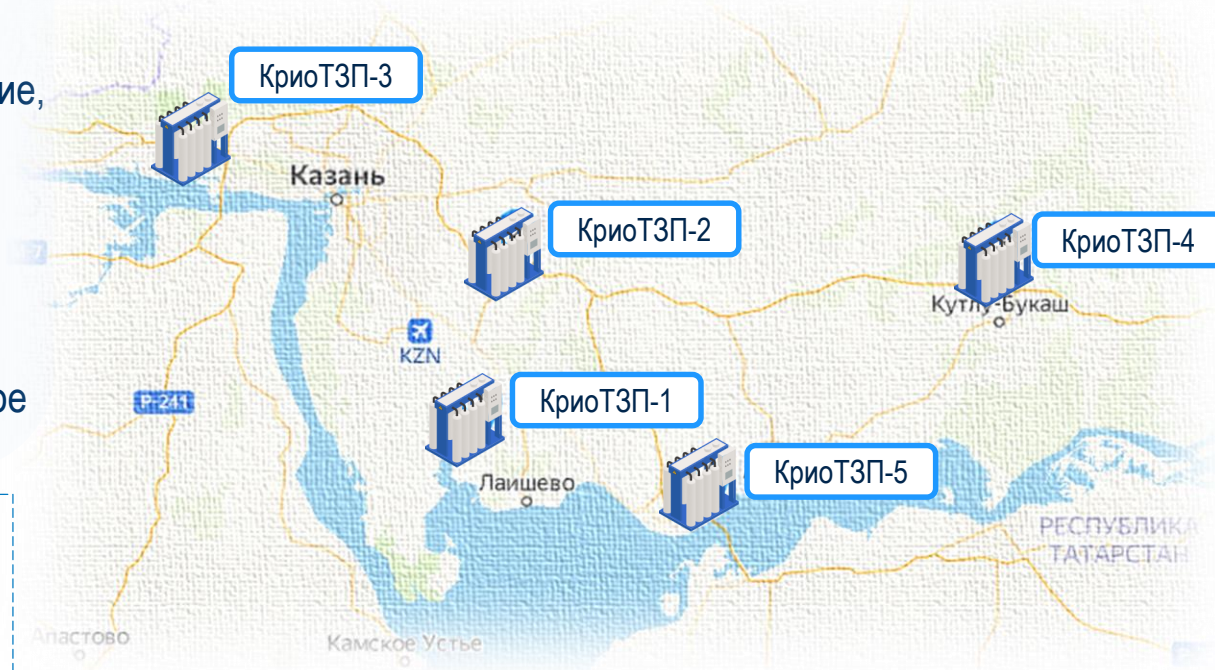 ие,
КриоТЗП-3
Казань
КриоТЗП-2
КриоТЗП-4
Кутлу-Букаш
KZN
Р-241
ое
КриоТЗП-1
Лаишево
КриоТЗП-5
РЕСПУБЛИКА
ТАТАРСТАН
Апастово
Камское Устье